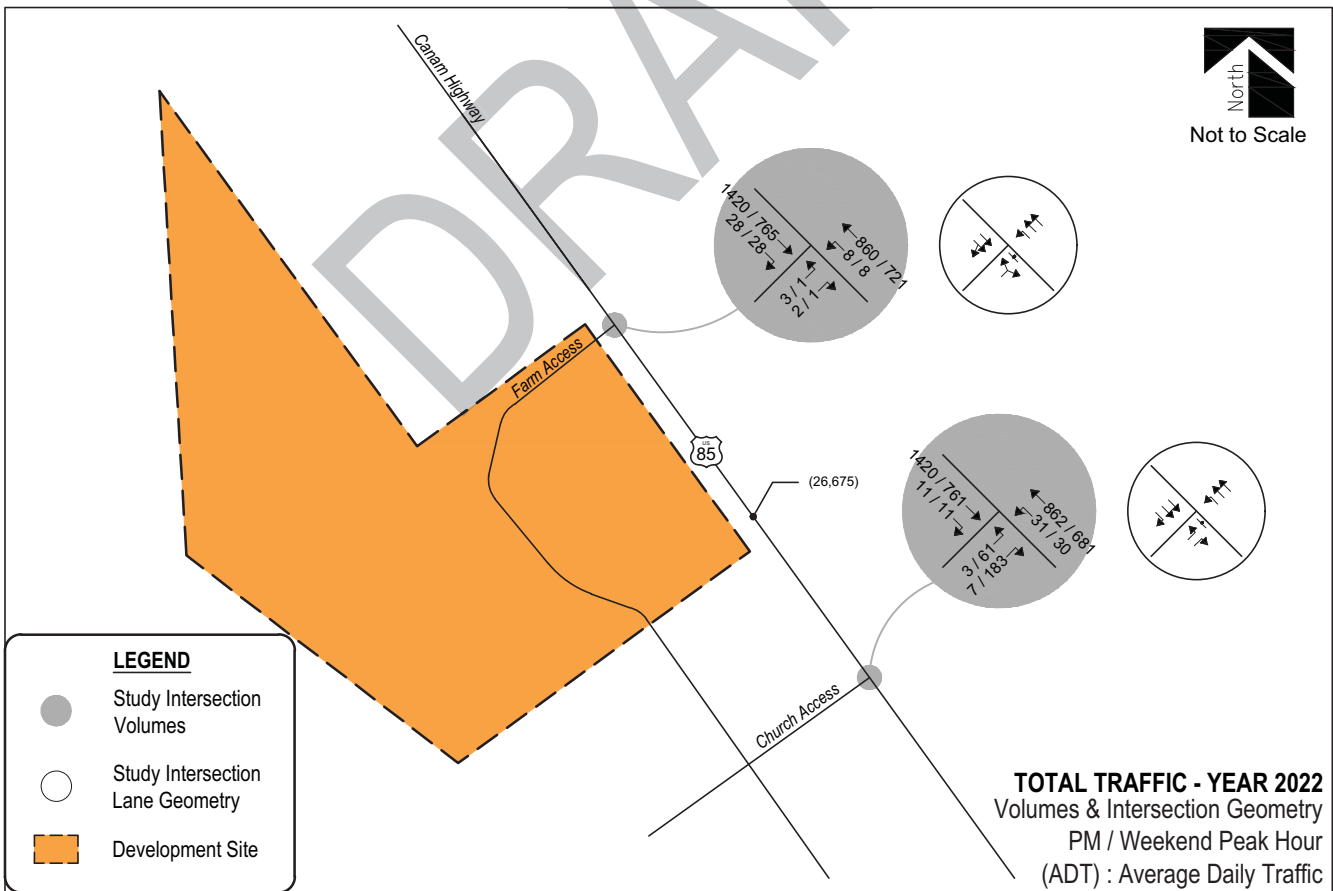 DRA
Canam Highway
North
Not to Scale
1420 / 765
28 / 28
860 / 721
8 / 8
3 / 1
2 / 1
Farm Access
US
85
(26,675)
1420 / 761
11 / 11
862 / 681
31 / 30
3 / 61
7 / 183
Church Access
LEGEND
Study Intersection
Volumes
Study Intersection
Lane Geometry
Development Site
TOTAL TRAFFIC - YEAR 2022
Volumes & Intersection Geometry
PM / Weekend Peak Hour
(ADT) : Average Daily Traffic